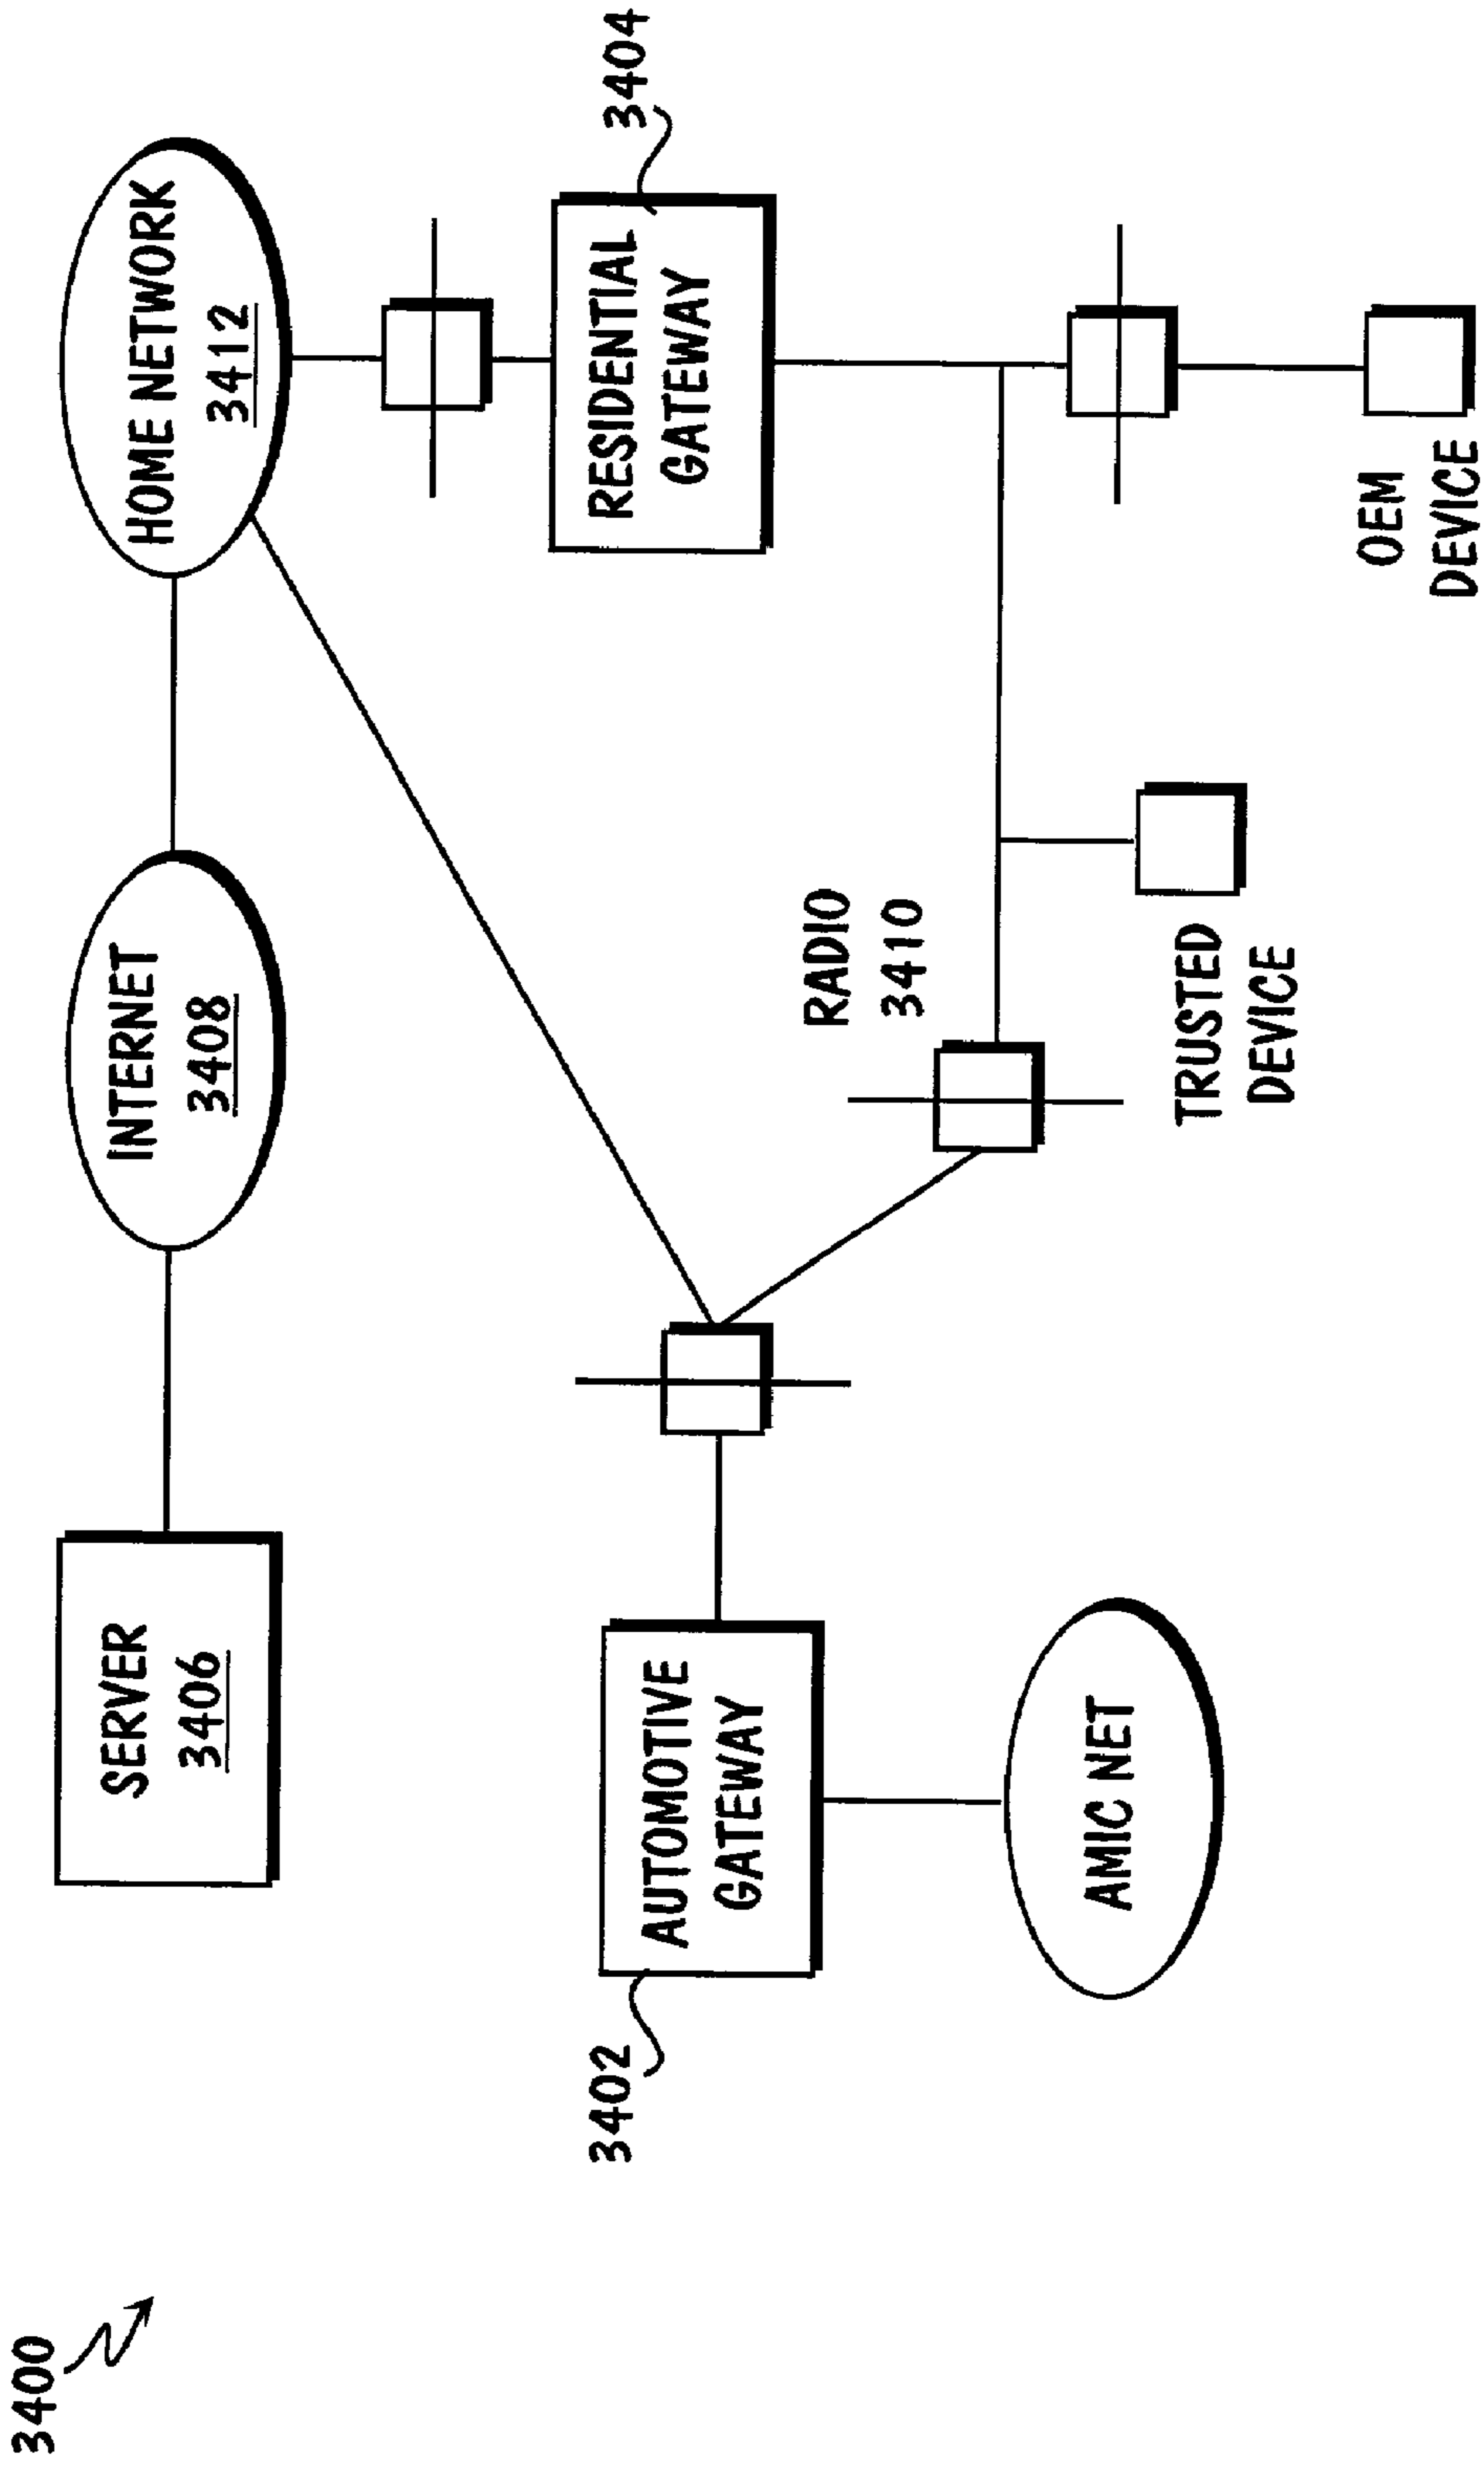 3400
SERVER
3406
INTERNET
3408
HOME NETWORK
3412
3402
AUTOMOTIVE
GATEWAY
RESIDENTIAL
GATEWAY
3404
RADIO
3410
AMIC NET
TRUSTED
DEVICE
OEM
DEVICE